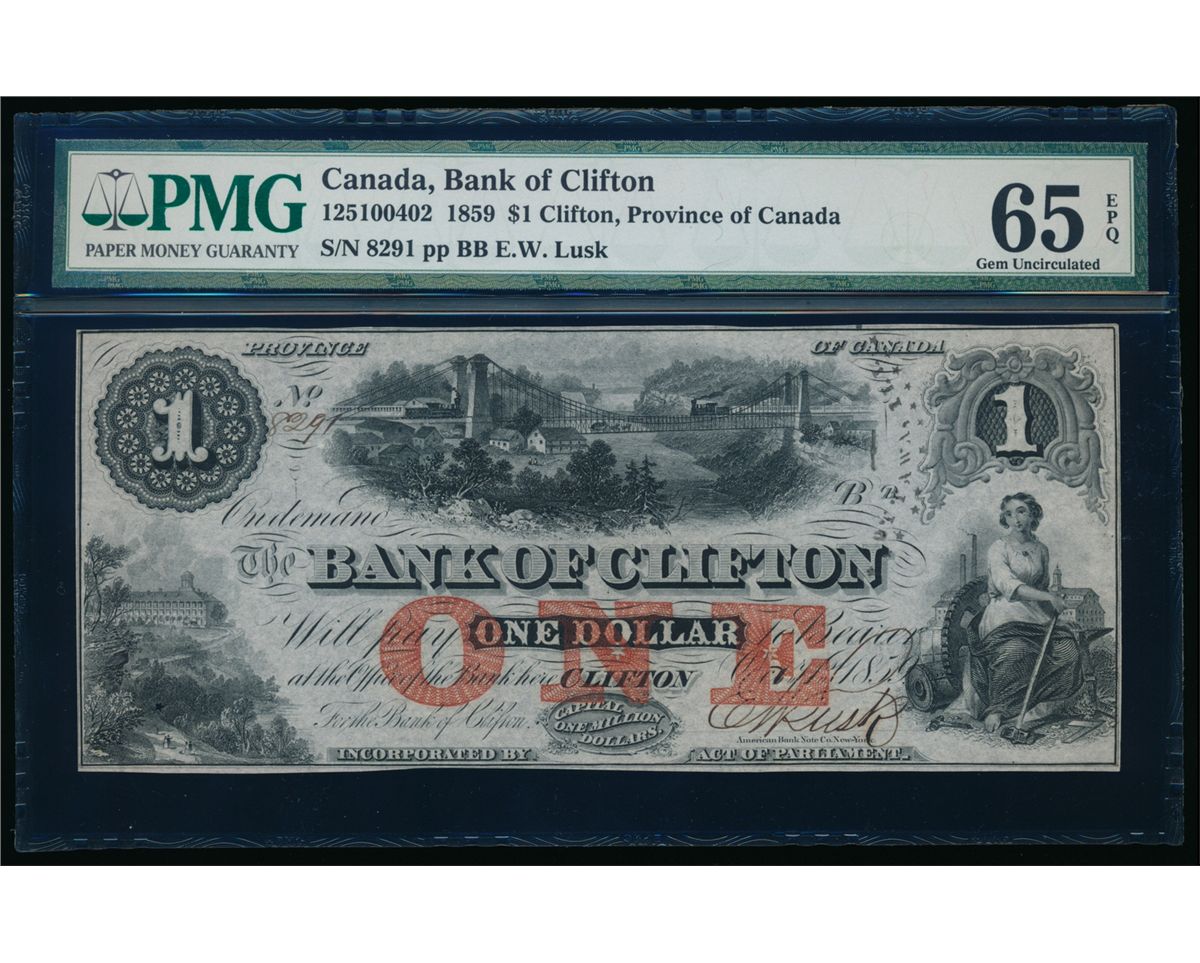 PMG
PAPER MONEY GUARANTY
Canada, Bank of Clifton
125100402 1859 $1 Clifton, Province of Canada
S/N 8291 pp BB E.W. Lusk
65 EPQ
Gem Uncirculated
PROVINCE OF CANADA
No 8291
1
1
B B
On demand
The BANK OF CLIFTON
ONE
Will pay ONE DOLLAR to Bearer
at the Office of the Bank here CLIFTON
For the Bank of Clifton.
CAPITAL
ONE MILLION
DOLLARS.
EW Lusk
American Bank Note Co. New-York.
INCORPORATED BY ACT OF PARLIAMENT.